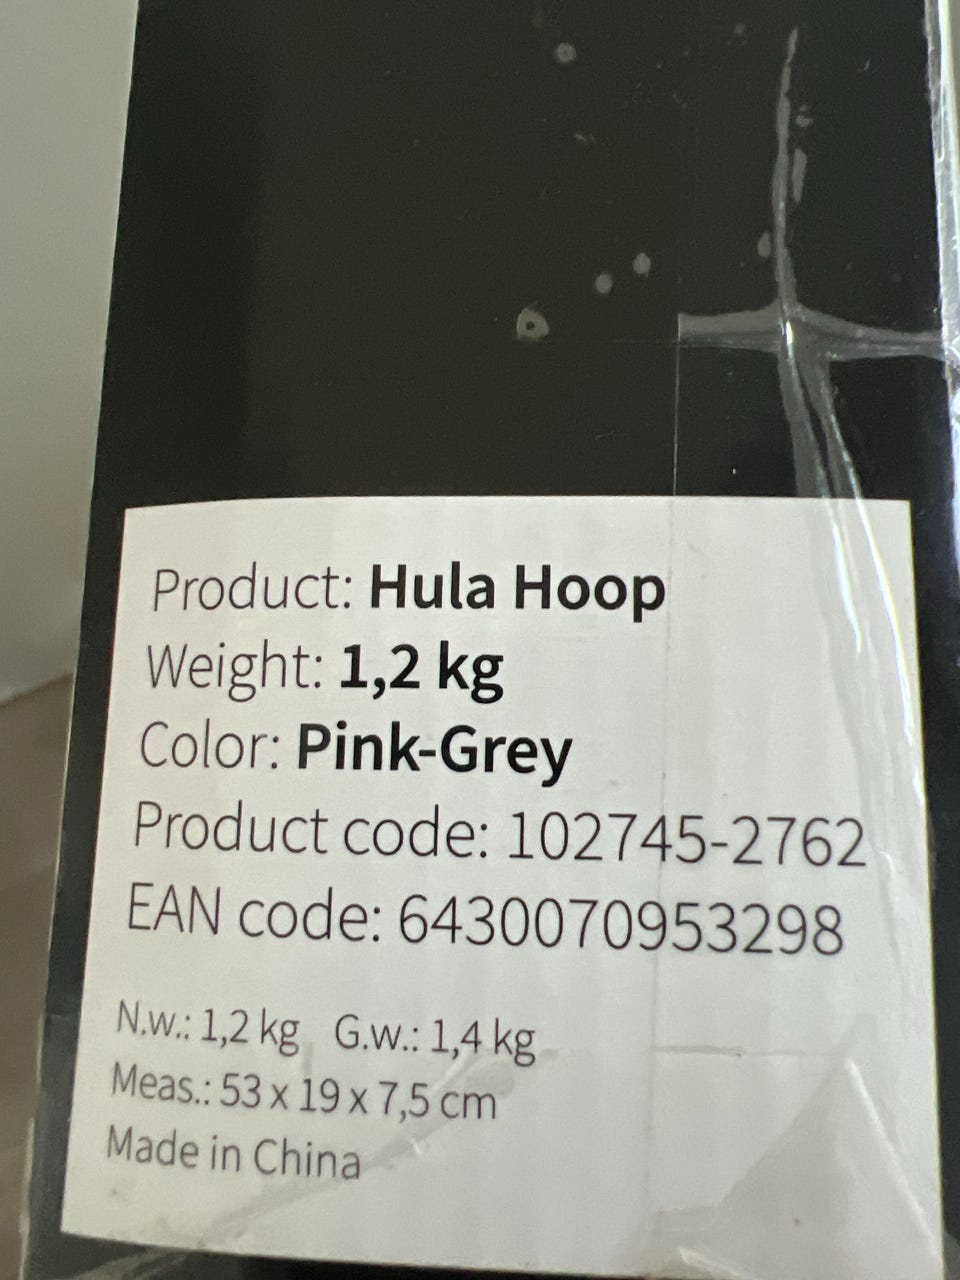 Product: Hula Hoop
Weight: 1,2 kg
Color: Pink-Grey
Product code: 102745-2762
EAN code: 6430070953298
N.w.: 1,2 kg G.w.: 1,4 kg
Meas.: 53 x 19 x 7,5 cm
Made in China